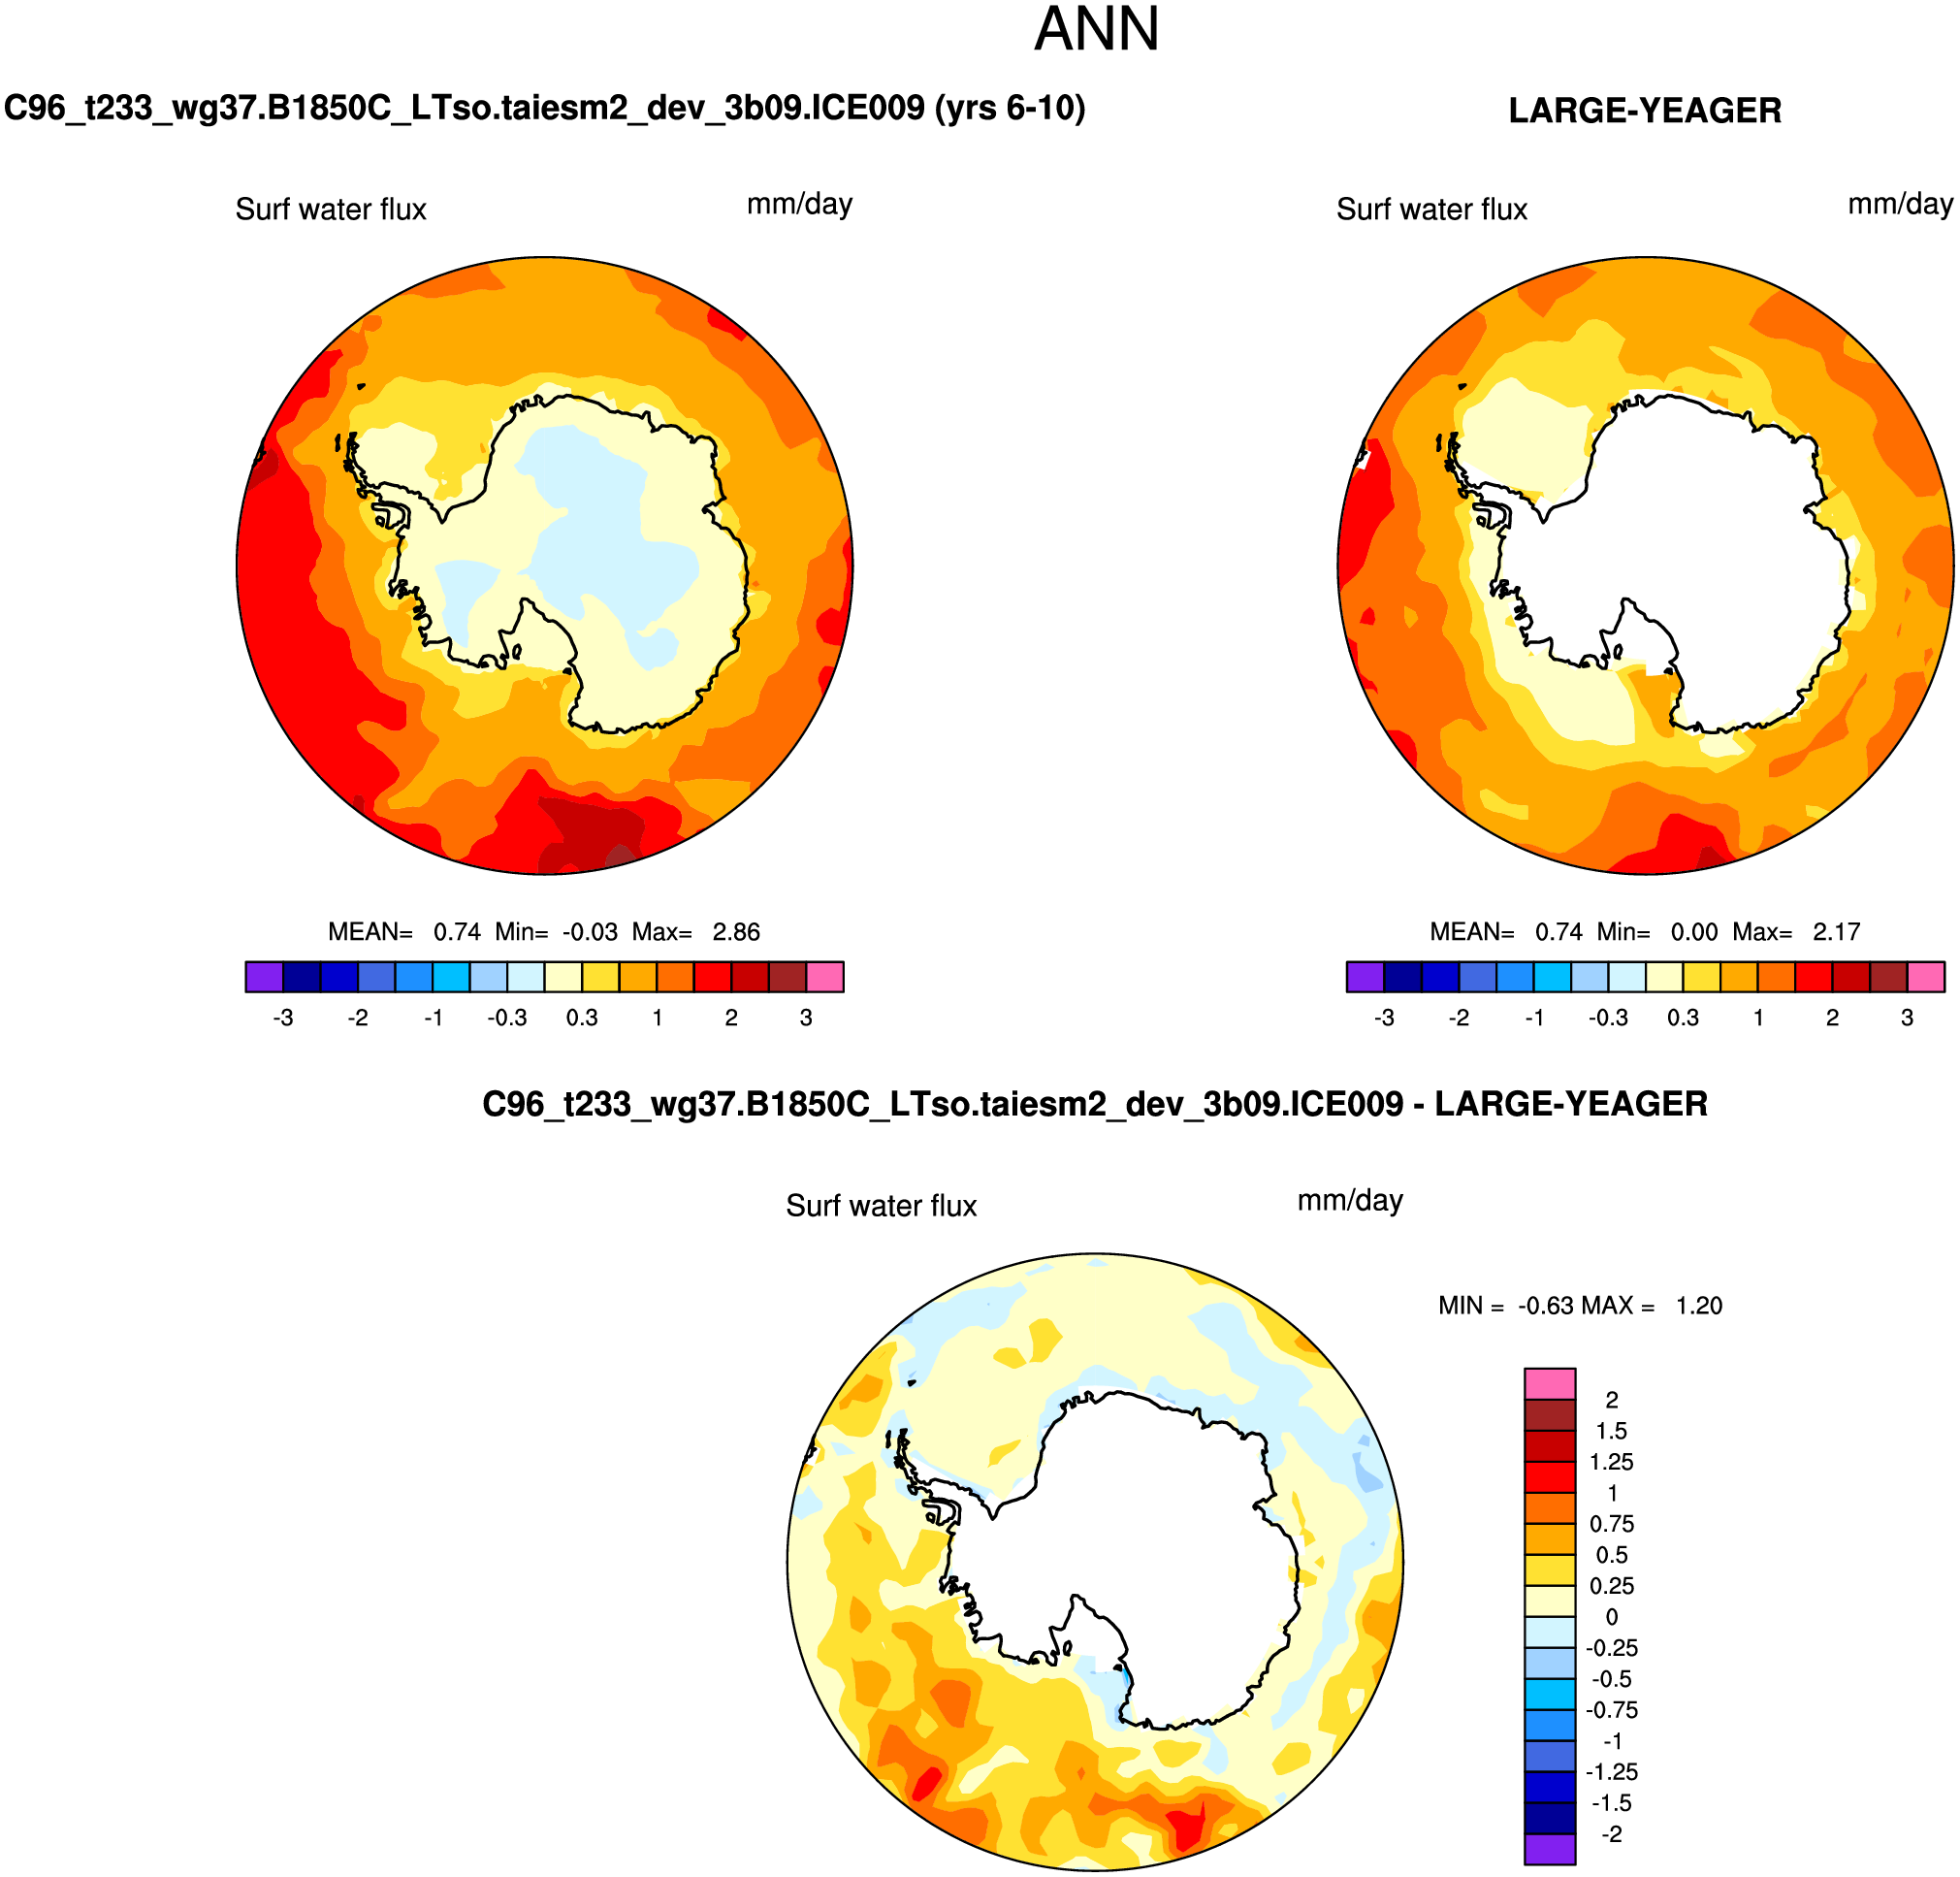 ANN
C96_t233_wg37.B1850C_LTso.taiesm2_dev_3b09.ICE009 (yrs 6-10)
LARGE-YEAGER
Surf water flux mm/day
Surf water flux mm/day
MEAN= 0.74 Min= -0.03 Max= 2.86
-3 -2 -1 -0.3 0.3 1 2 3
MEAN= 0.74 Min= 0.00 Max= 2.17
-3 -2 -1 -0.3 0.3 1 2 3
C96_t233_wg37.B1850C_LTso.taiesm2_dev_3b09.ICE009 - LARGE-YEAGER
Surf water flux mm/day
MIN = -0.63 MAX = 1.20
2
1.5
1.25
1
0.75
0.5
0.25
0
-0.25
-0.5
-0.75
-1
-1.25
-1.5
-2